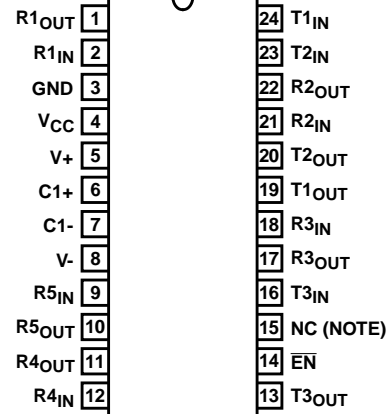 R1OUT 1 24 T1IN
R1IN 2 23 T2IN
GND 3 22 R2OUT
VCC 4 21 R2IN
V+ 5 20 T2OUT
C1+ 6 19 T1OUT
C1- 7 18 R3IN
V- 8 17 R3OUT
R5IN 9 16 T3IN
R5OUT 10 15 NC (NOTE)
R4OUT 11 14 E̅N̅
R4IN 12 13 T3OUT